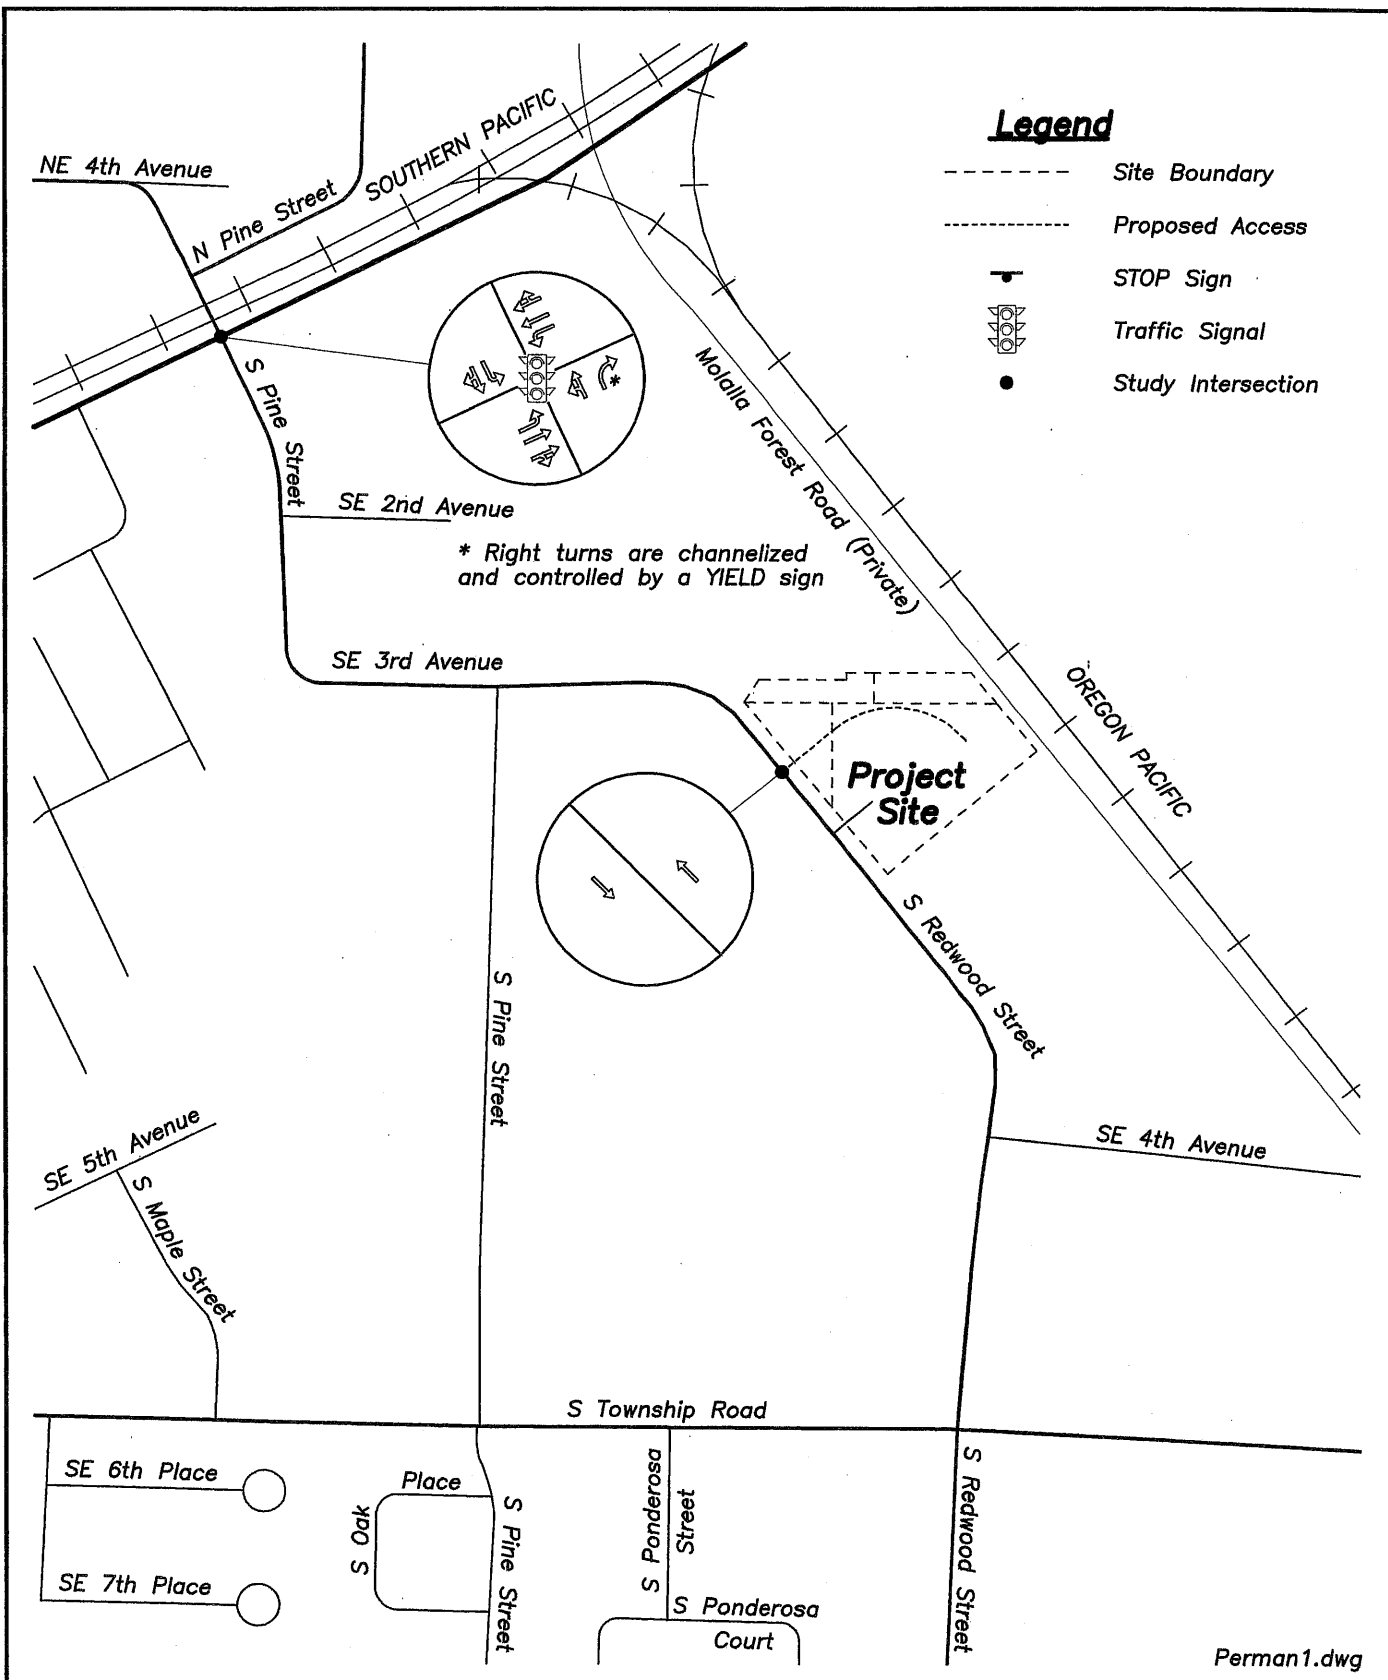 Legend
Site Boundary
Proposed Access
STOP Sign
Traffic Signal
Study Intersection
NE 4th Avenue
N Pine Street
SOUTHERN PACIFIC
S Pine Street
SE 2nd Avenue
*
* Right turns are channelized
and controlled by a YIELD sign
Molalla Forest Road (Private)
OREGON PACIFIC
SE 3rd Avenue
Project
Site
S Redwood Street
S Pine Street
SE 4th Avenue
SE 5th Avenue
S Maple Street
S Township Road
SE 6th Place
SE 7th Place
S Oak
Place
S Pine Street
S Ponderosa
Street
S Ponderosa
Court
S Redwood Street
Perman1.dwg